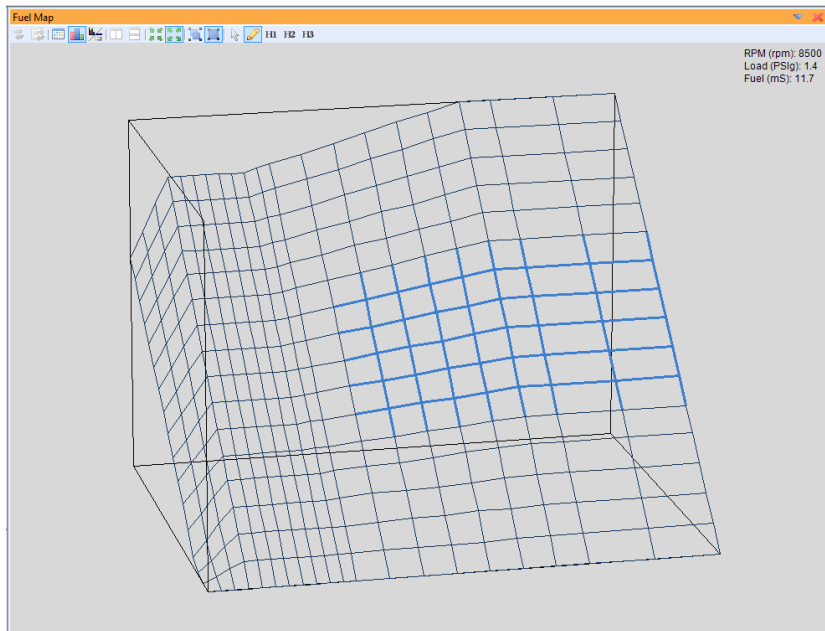 Fuel Map
H1 H2 H3
RPM (rpm): 8500
Load (PSIg): 1.4
Fuel (mS): 11.7